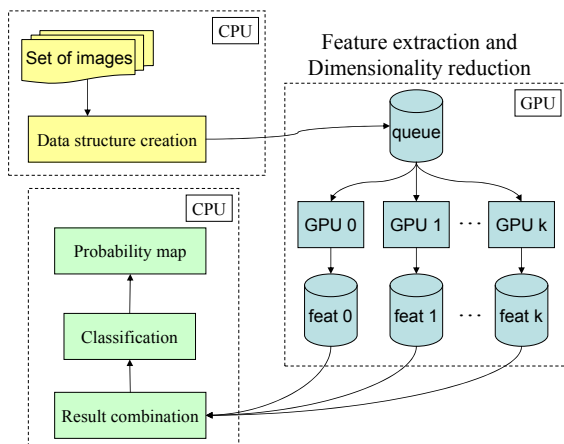 CPU
Set of images
Data structure creation
Feature extraction and
Dimensionality reduction
GPU
queue
GPU 0
GPU 1
...
GPU k
feat 0
feat 1
...
feat k
CPU
Probability map
Classification
Result combination